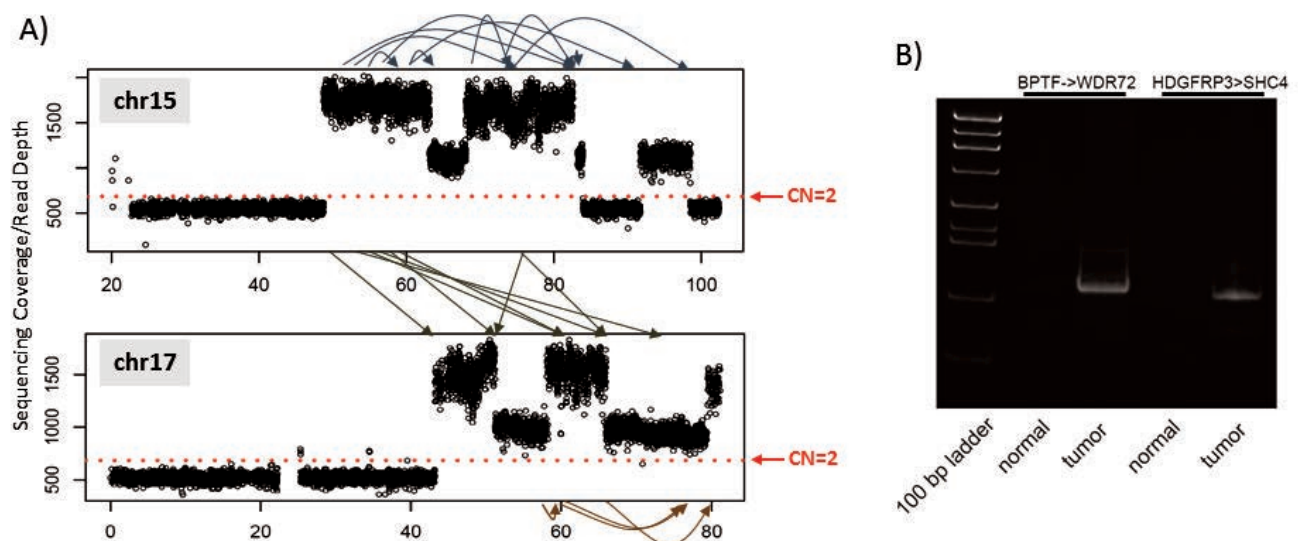 A)
Sequencing Coverage/Read Depth
chr15
1500
500
CN=2
20
40
60
80
100
chr17
1500
1000
500
CN=2
0
20
40
60
80
B)
BPTF->WDR72
HDGFRP3>SHC4
100 bp ladder
normal
tumor
normal
tumor